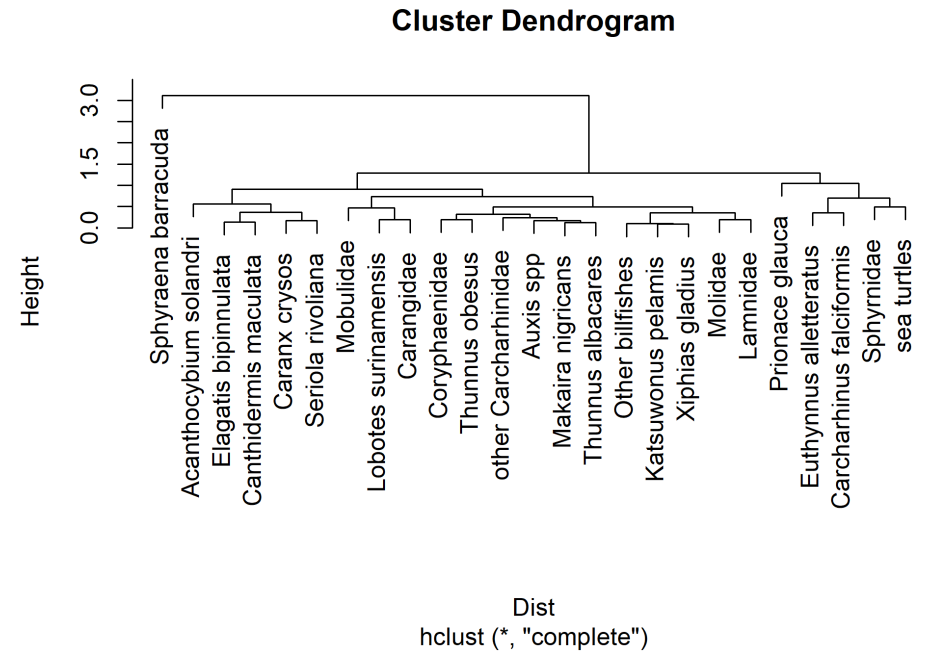 Cluster Dendrogram
Height
0.0
1.5
3.0
Sphyraena barracuda
Acanthocybium solandri
Elagatis bipinnulata
Canthidermis maculata
Caranx crysos
Seriola rivoliana
Mobulidae
Lobotes surinamensis
Carangidae
Coryphaenidae
Thunnus obesus
other Carcharhinidae
Auxis spp
Makaira nigricans
Thunnus albacares
Other billfishes
Katsuwonus pelamis
Xiphias gladius
Molidae
Lamnidae
Prionace glauca
Euthynnus alletteratus
Carcharhinus falciformis
Sphyrnidae
sea turtles
Dist
hclust (*, "complete")